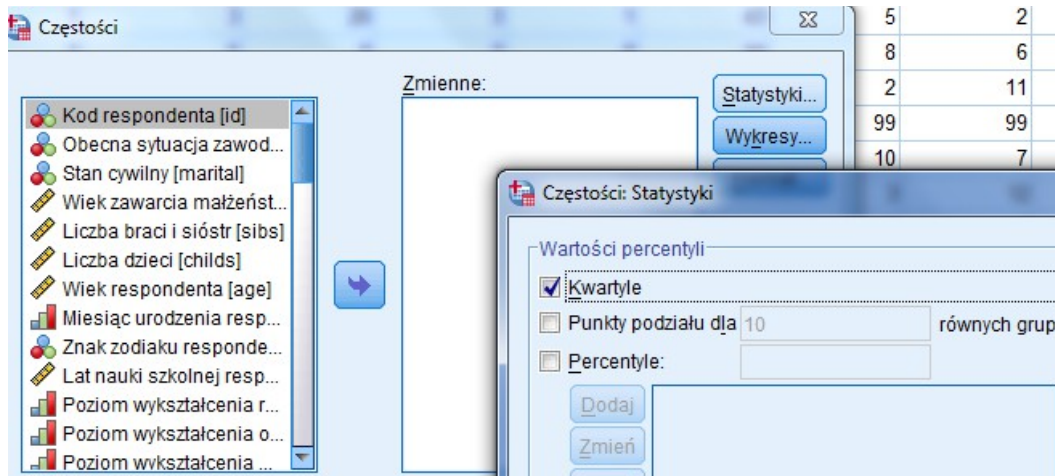 Częstości
Zmienne:
Statystyki...
Wykresy...
Kod respondenta [id]
Obecna sytuacja zawod...
Stan cywilny [marital]
Wiek zawarcia małżeńst...
Liczba braci i sióstr [sibs]
Liczba dzieci [childs]
Wiek respondenta [age]
Miesiąc urodzenia resp...
Znak zodiaku responde...
Lat nauki szkolnej resp...
Poziom wykształcenia r...
Poziom wykształcenia o...
Poziom wykształcenia ...
5 2
8 6
2 11
99 99
10 7
Częstości: Statystyki
Wartości percentyli
Kwartyle
Punkty podziału dla 10 równych grup
Percentyle:
Dodaj
Zmień